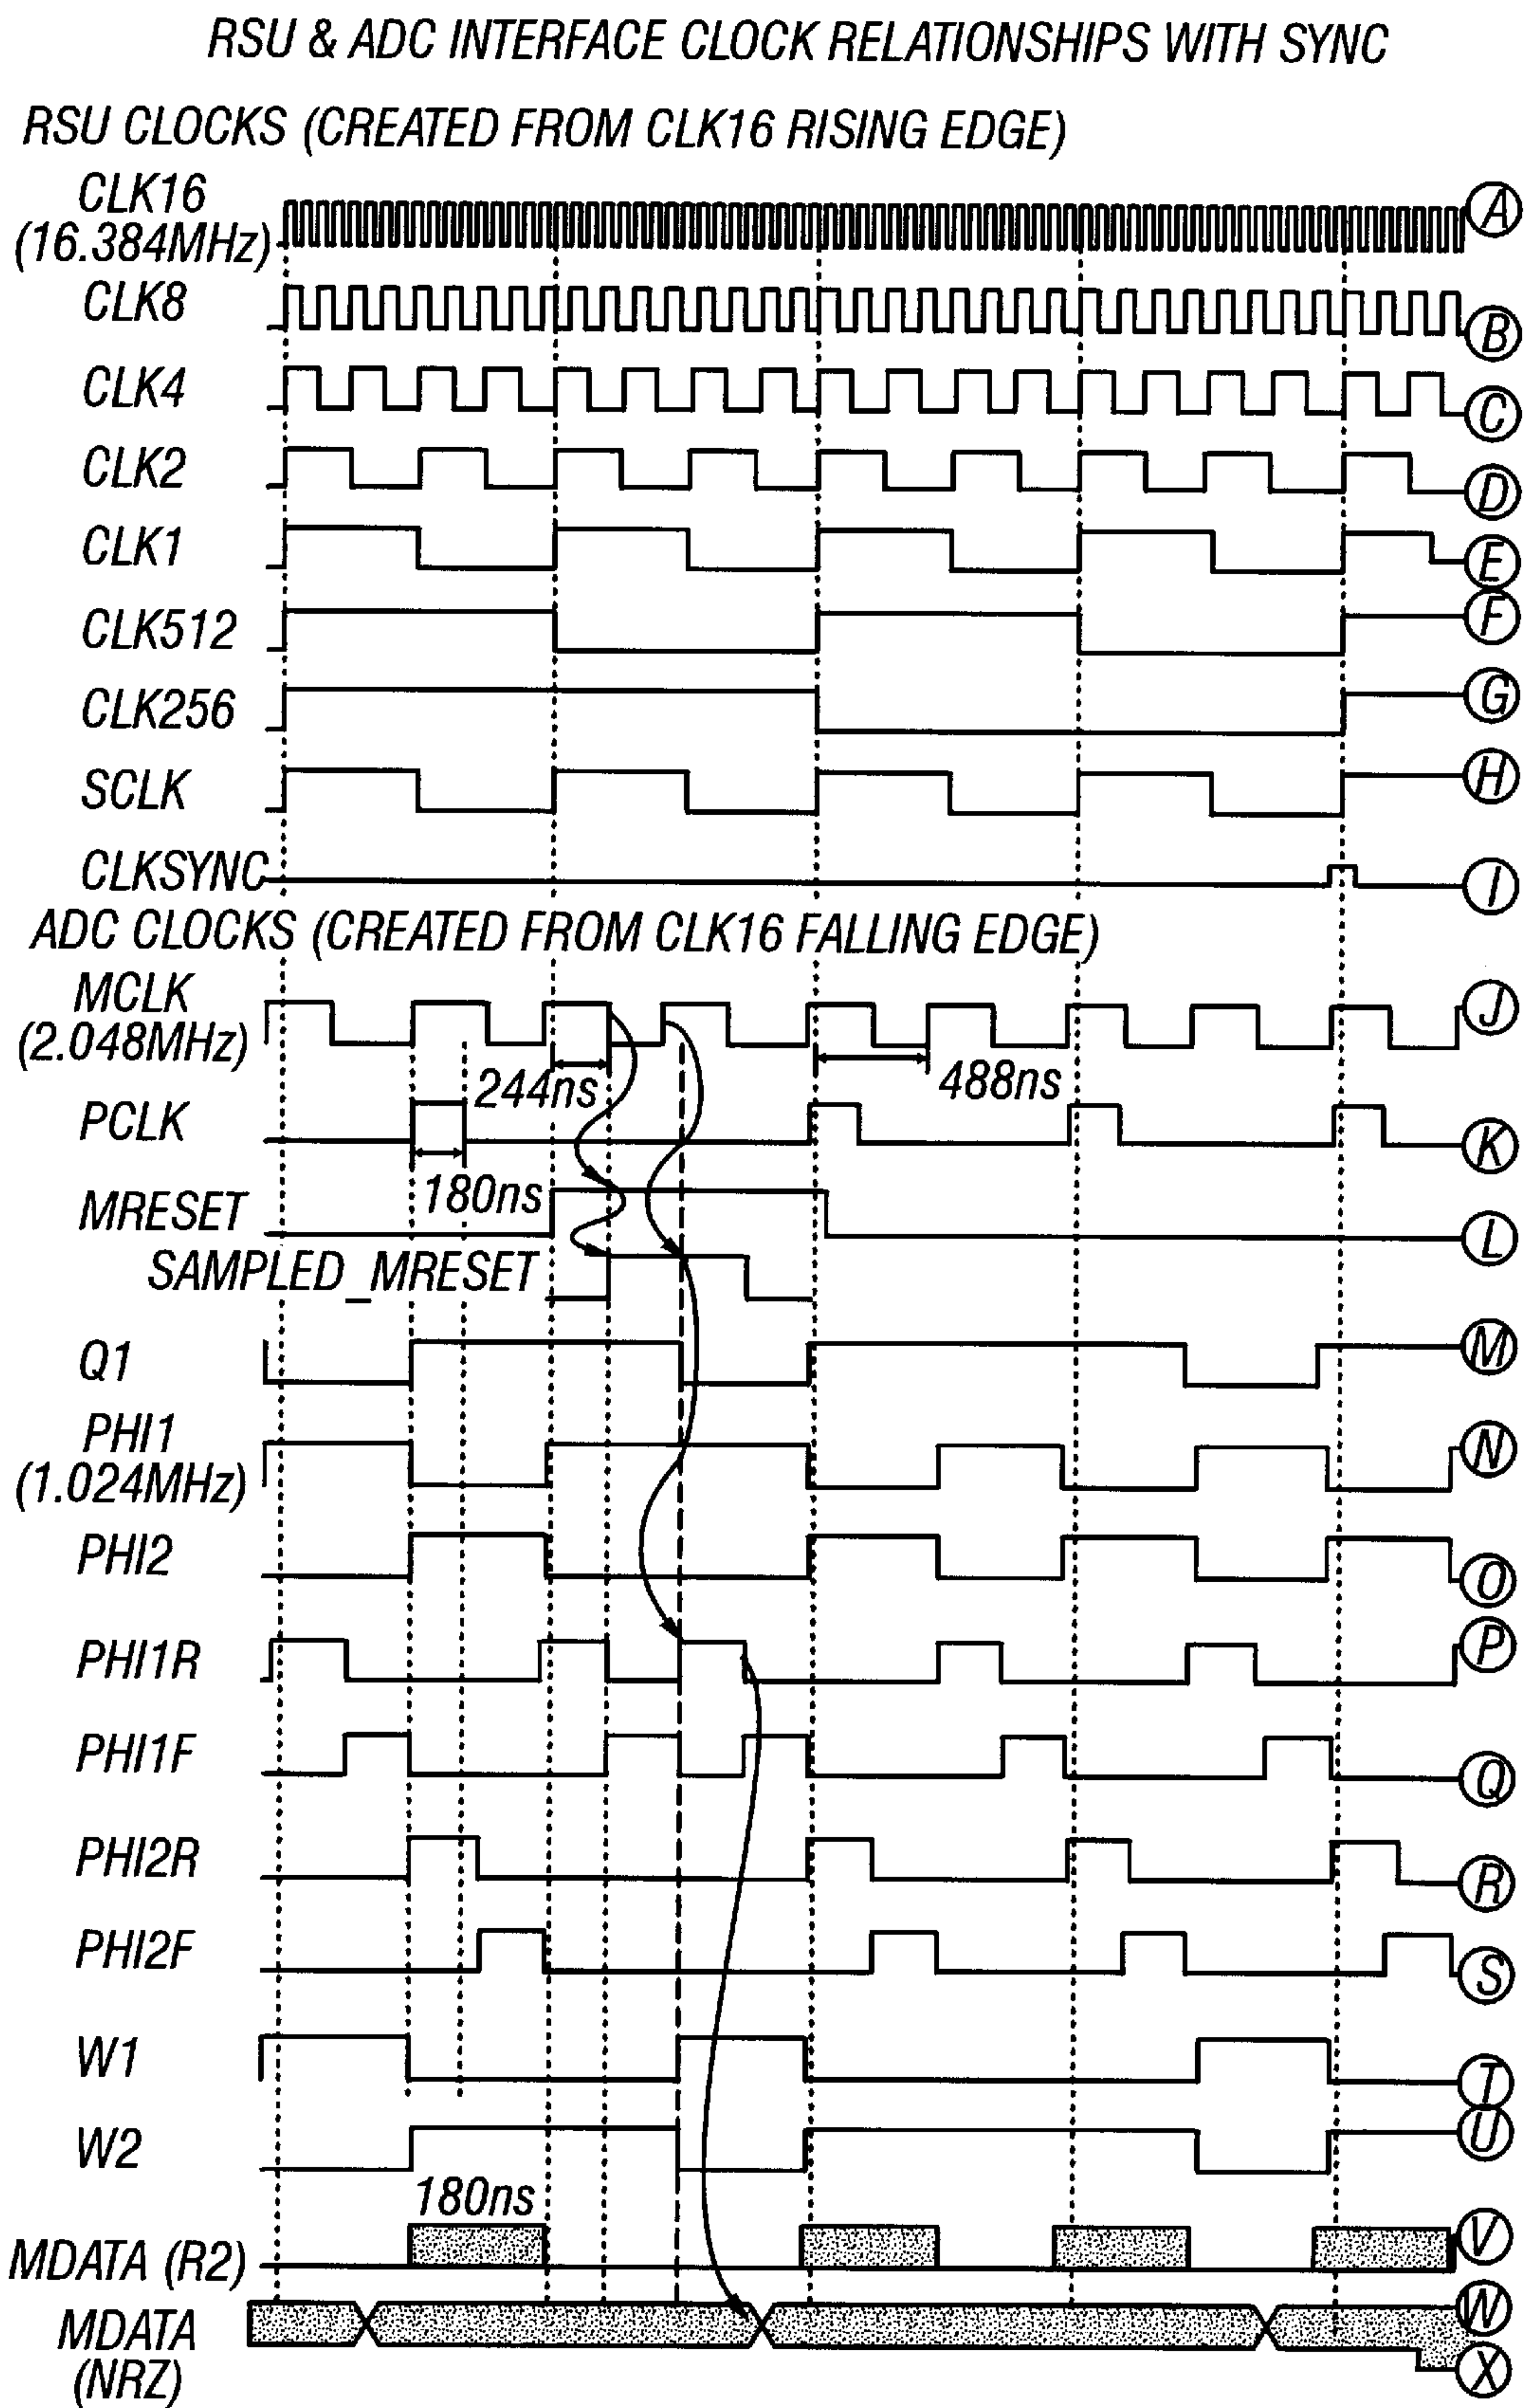 RSU & ADC INTERFACE CLOCK RELATIONSHIPS WITH SYNC
RSU CLOCKS (CREATED FROM CLK16 RISING EDGE)
CLK16
(16.384MHz)
A
CLK8
B
CLK4
C
CLK2
D
CLK1
E
CLK512
F
CLK256
G
SCLK
H
CLKSYNC
I
ADC CLOCKS (CREATED FROM CLK16 FALLING EDGE)
MCLK
(2.048MHz)
J
244ns
488ns
PCLK
K
180ns
MRESET
L
SAMPLED_MRESET
Q1
M
PHI1
(1.024MHz)
N
PHI2
O
PHI1R
P
PHI1F
Q
PHI2R
R
PHI2F
S
W1
T
W2
U
180ns
MDATA (R2)
V
MDATA
(NRZ)
W
X